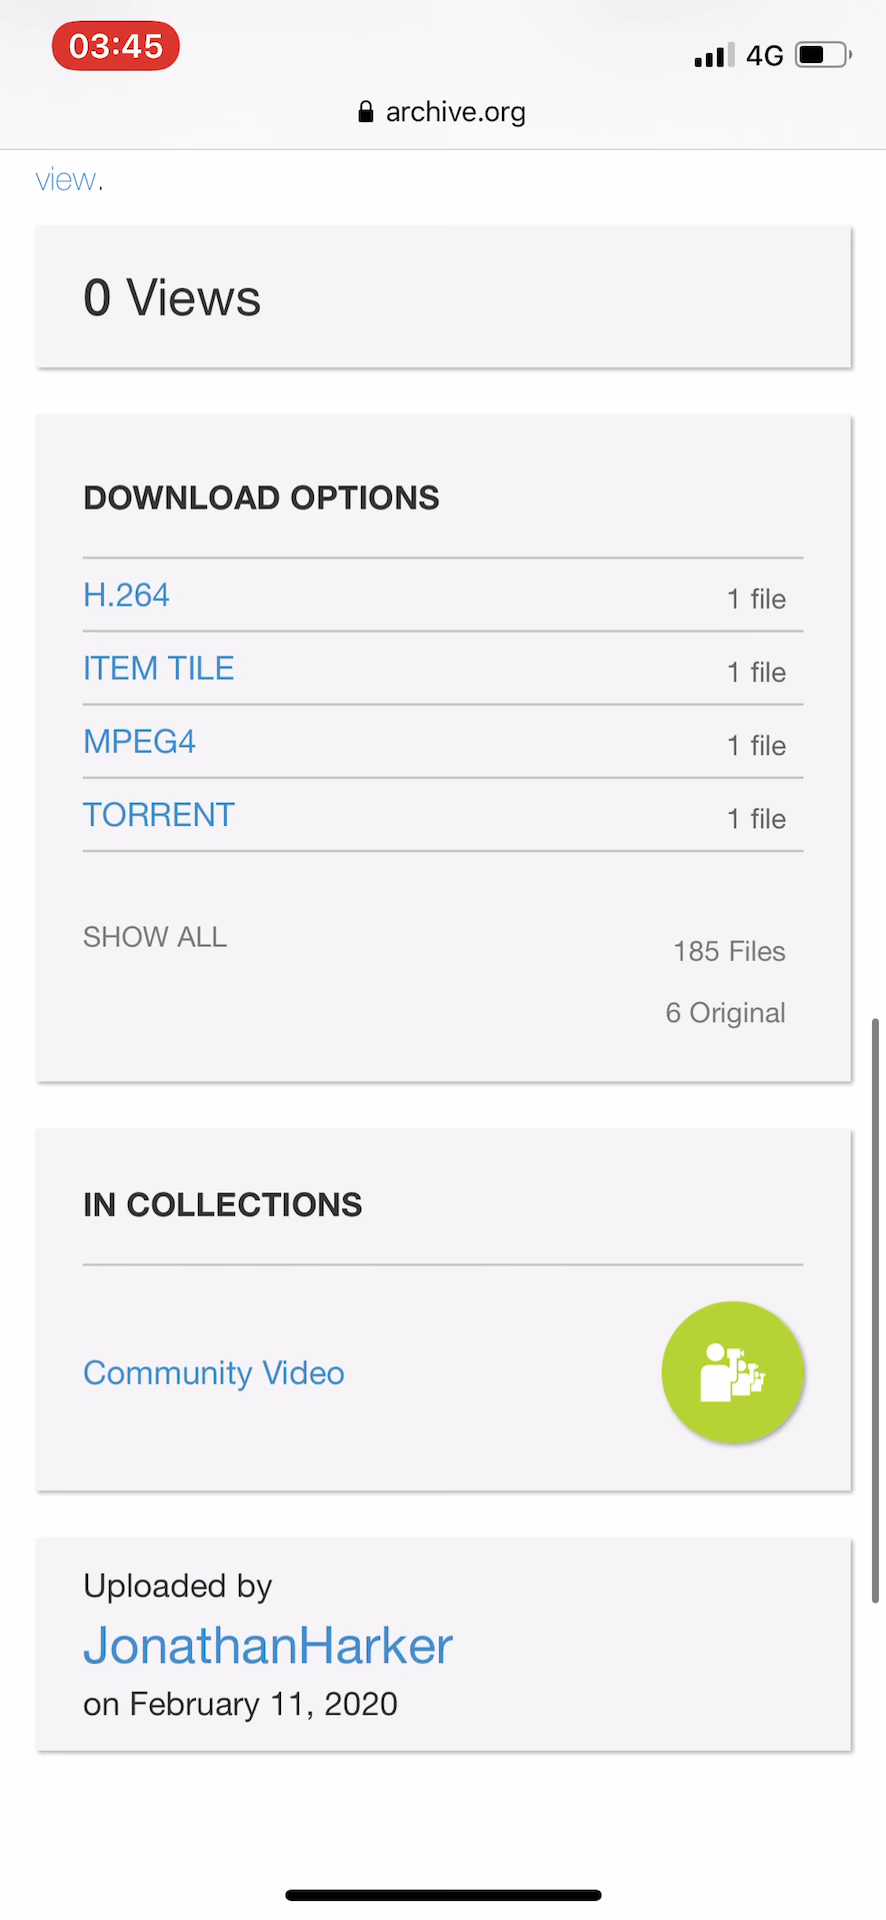 03:45
4G
archive.org
view.
0 Views
DOWNLOAD OPTIONS
H.264 1 file
ITEM TILE 1 file
MPEG4 1 file
TORRENT 1 file
SHOW ALL 185 Files
6 Original
IN COLLECTIONS
Community Video
Uploaded by
JonathanHarker
on February 11, 2020